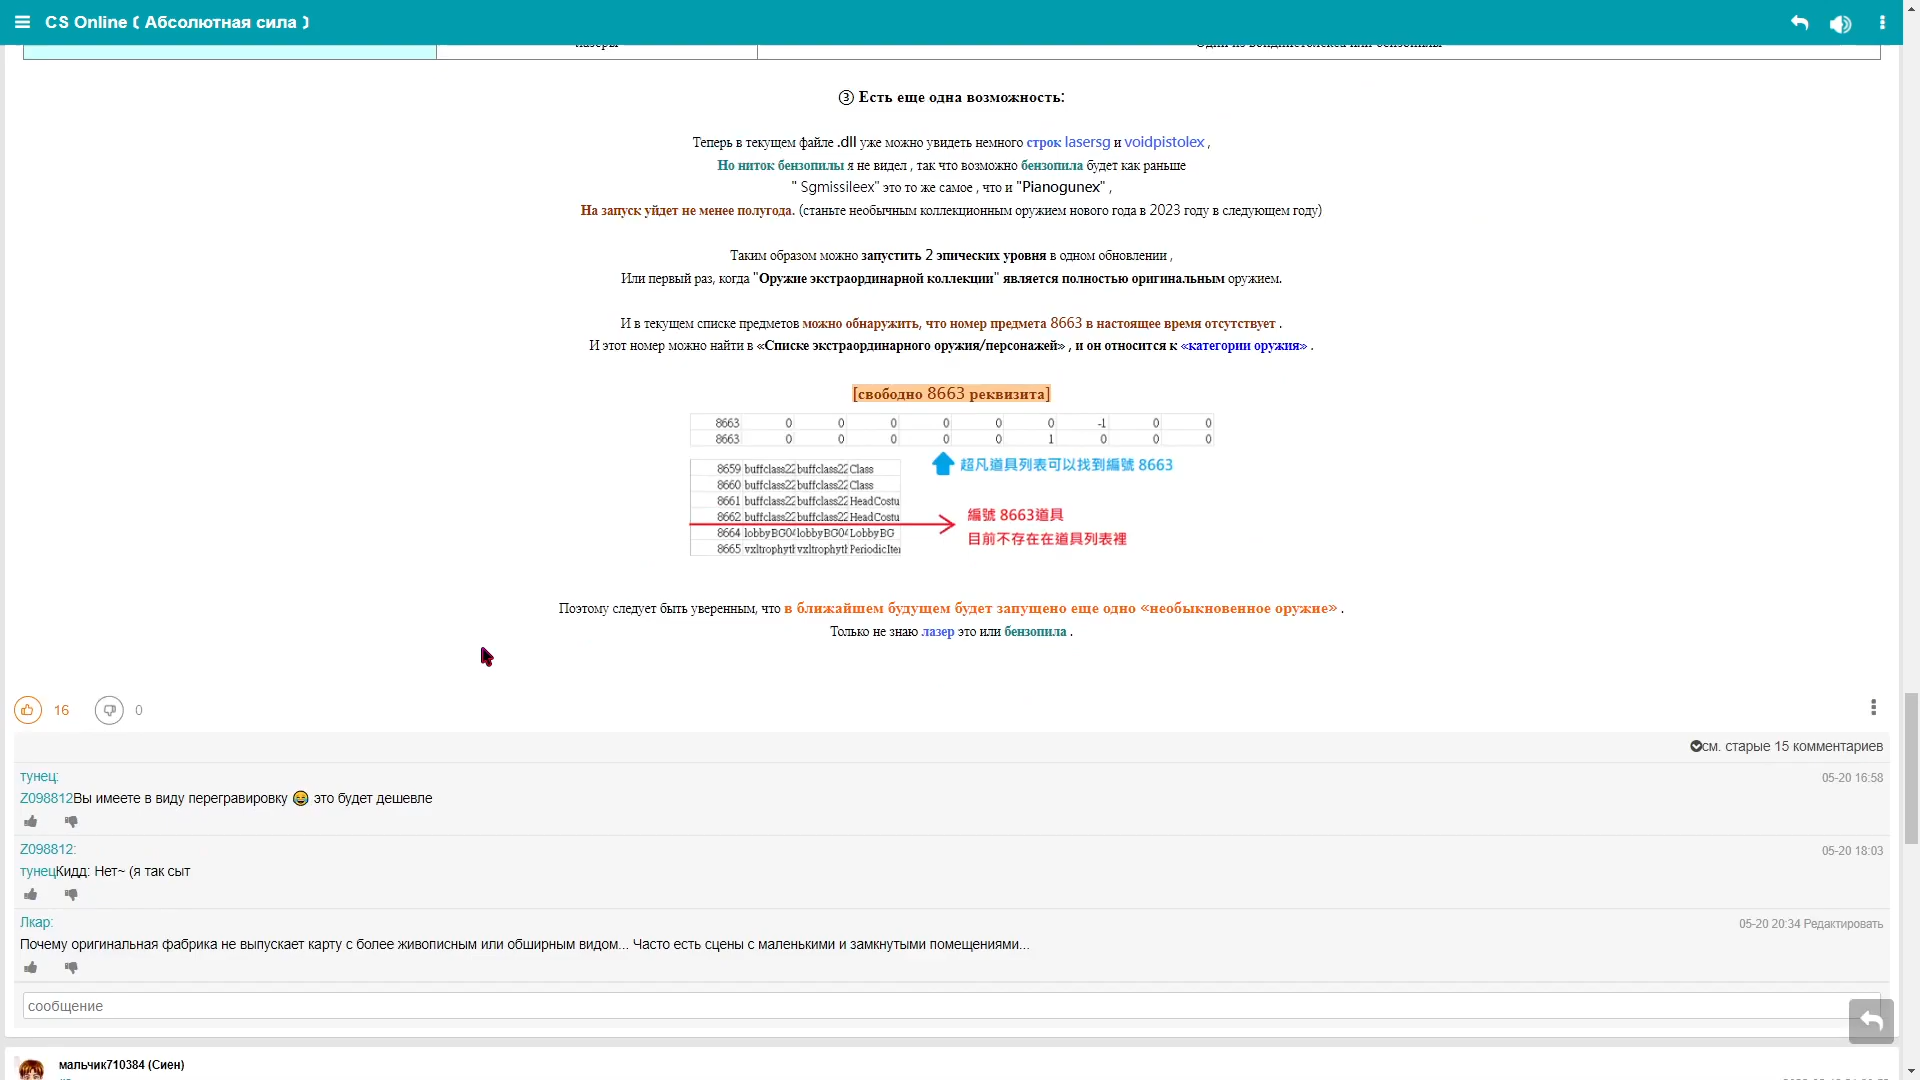 CS Online ( Абсолютная сила )
③ Есть еще одна возможность:
Теперь в текущем файле .dll уже можно увидеть немного строк lasersg и voidpistolex ,
Но ниток бензопилы я не видел , так что возможно бензопила будет как раньше
" Sgmissileex" это то же самое , что и "Pianogunex" ,
На запуск уйдет не менее полугода. (станьте необычным коллекционным оружием нового года в 2023 году в следующем году)
Таким образом можно запустить 2 эпических уровня в одном обновлении ,
Или первый раз, когда "Оружие экстраординарной коллекции" является полностью оригинальным оружием.
И в текущем списке предметов можно обнаружить, что номер предмета 8663 в настоящее время отсутствует .
И этот номер можно найти в «Списке экстраординарного оружия/персонажей» , и он относится к «категории оружия» .
[свободно 8663 реквизита]
8663 0 0 0 0 0 0 -1 0 0
8663 0 0 0 0 0 1 0 0 0
超凡道具列表可以找到編號 8663
8659 buffclass22 buffclass22 Class
8660 buffclass22 buffclass22 Class
8661 buffclass22 buffclass22 HeadCostu
8662 buffclass22 buffclass22 HeadCostu
8664 lobbyBG04 lobbyBG04 LobbyBG
8665 vxltrophytl vxltrophytl PeriodicIte
編號 8663道具
目前不存在在道具列表裡
Поэтому следует быть уверенным, что в ближайшем будущем будет запущено еще одно «необыкновенное оружие» .
Только не знаю лазер это или бензопила .
16 0
см. старые 15 комментариев
тунец:
05-20 16:58
Z098812Вы имеете в виду перегравировку 😂 это будет дешевле
Z098812:
05-20 18:03
тунецКидд: Нет~ (я так сыт
Лкар:
05-20 20:34 Редактировать
Почему оригинальная фабрика не выпускает карту с более живописным или обширным видом... Часто есть сцены с маленькими и замкнутыми помещениями...
сообщение
мальчик710384 (Сиен)